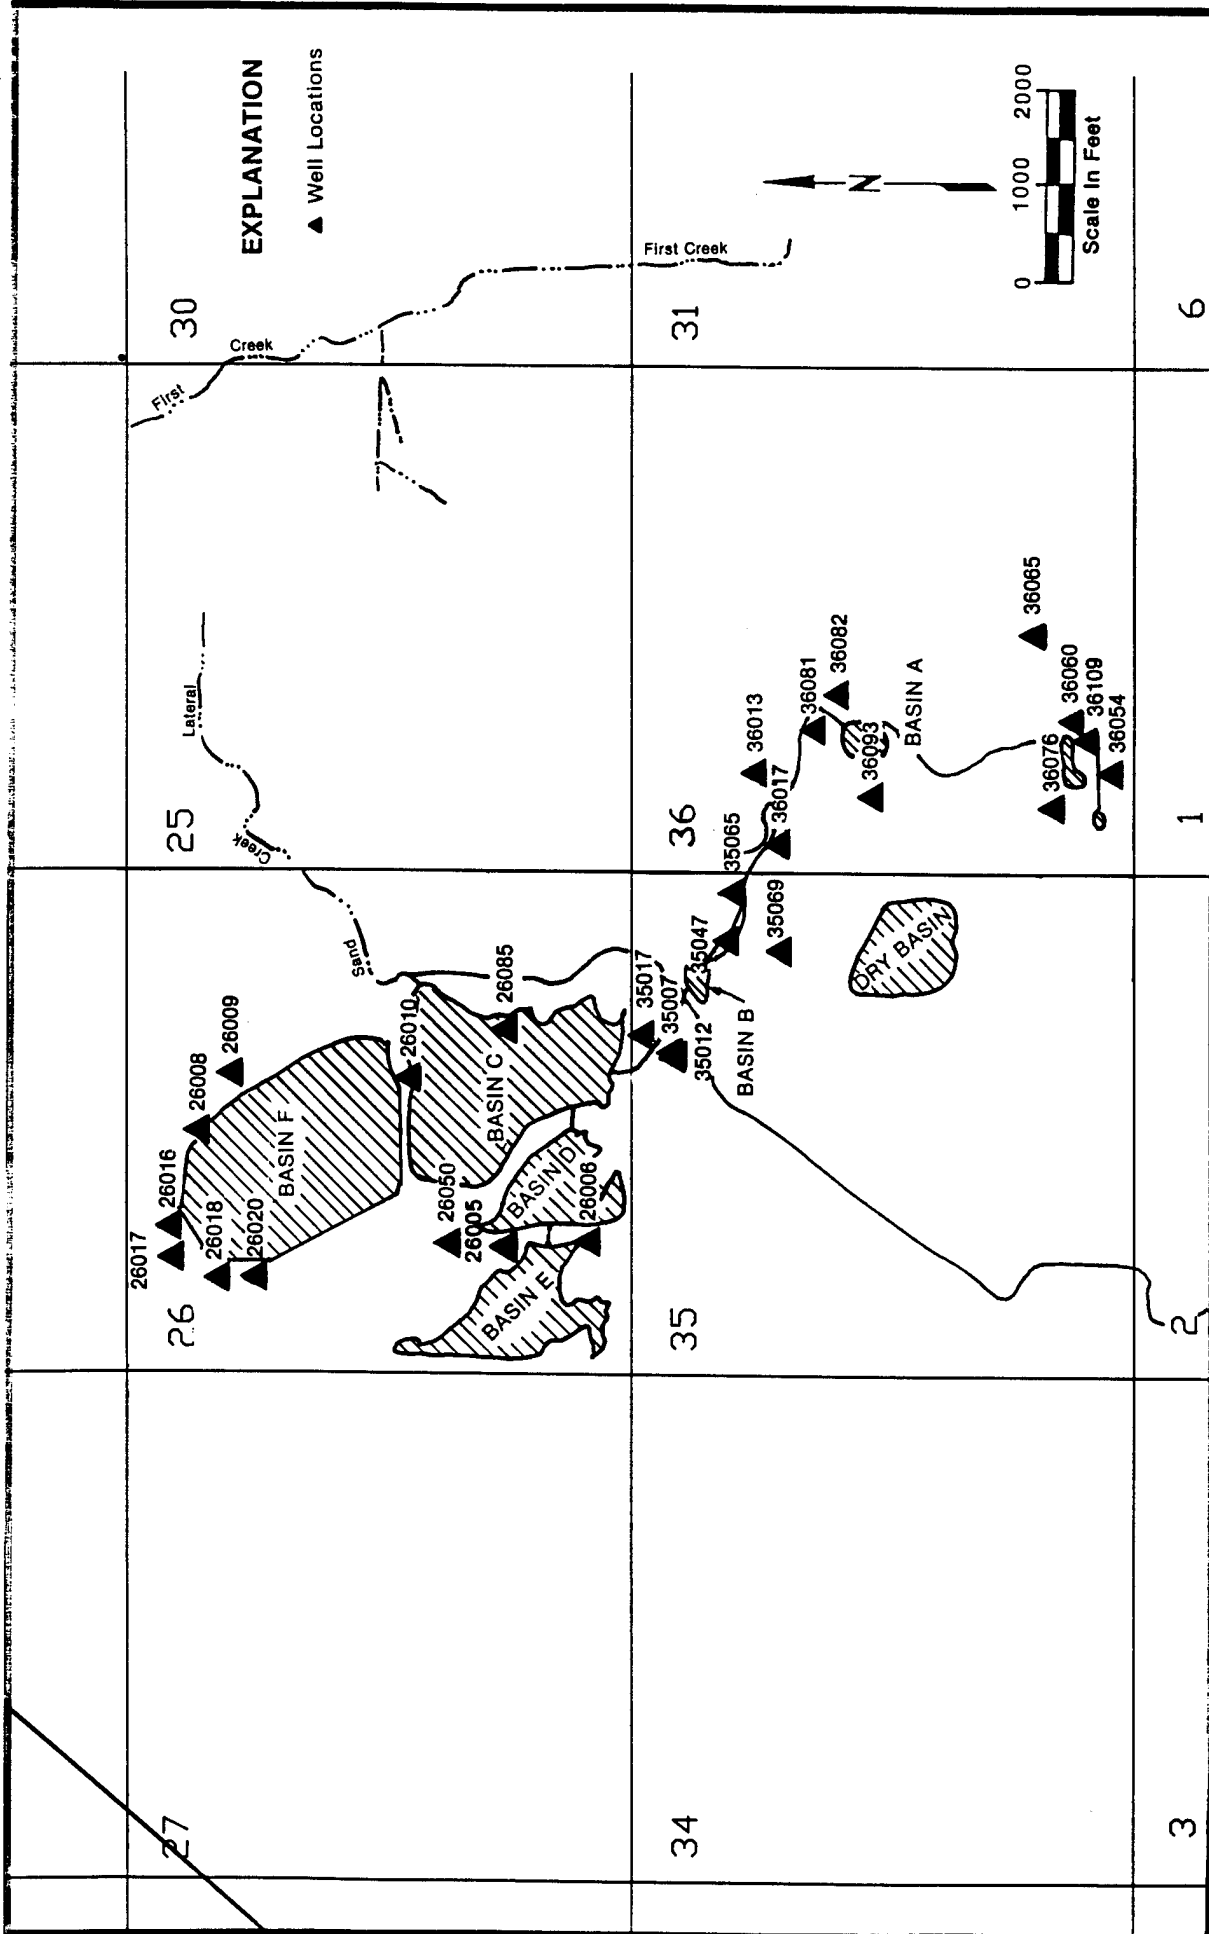 EXPLANATION
▲ Well Locations
30
First
Creek
First Creek
31
N
0 1000 2000
Scale In Feet
6
25
Lateral
Creek
Sand
26
26017
26016
26008
26009
26018
26020
BASIN F
26010
26085
BASIN C
26050
26005
BASIN D
26006
BASIN E
36
35017
35007
35012
BASIN B
35047
35065
35069
36017
36013
36081
36082
36093
BASIN A
DRY BASIN
36065
36060
36109
36054
36076
35
1
2
27
34
3